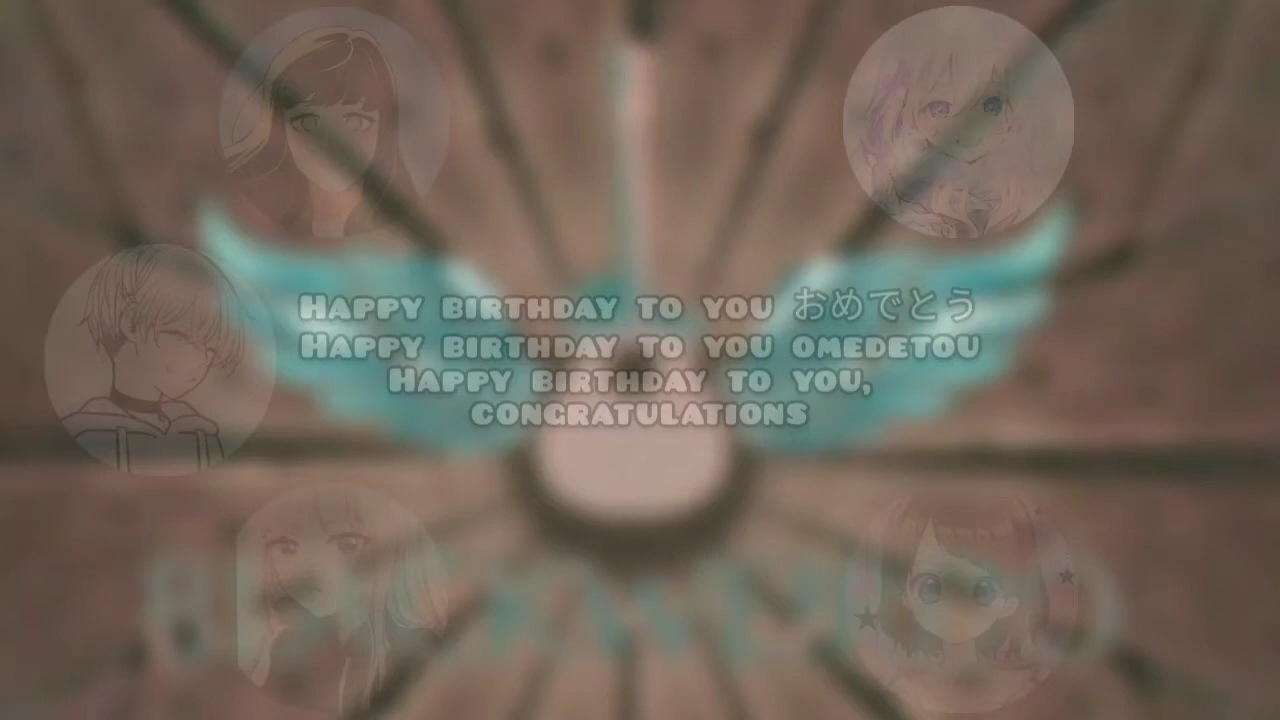 Happy birthday to you おめでとう
Happy birthday to you omedetou
Happy birthday to you,
congratulations